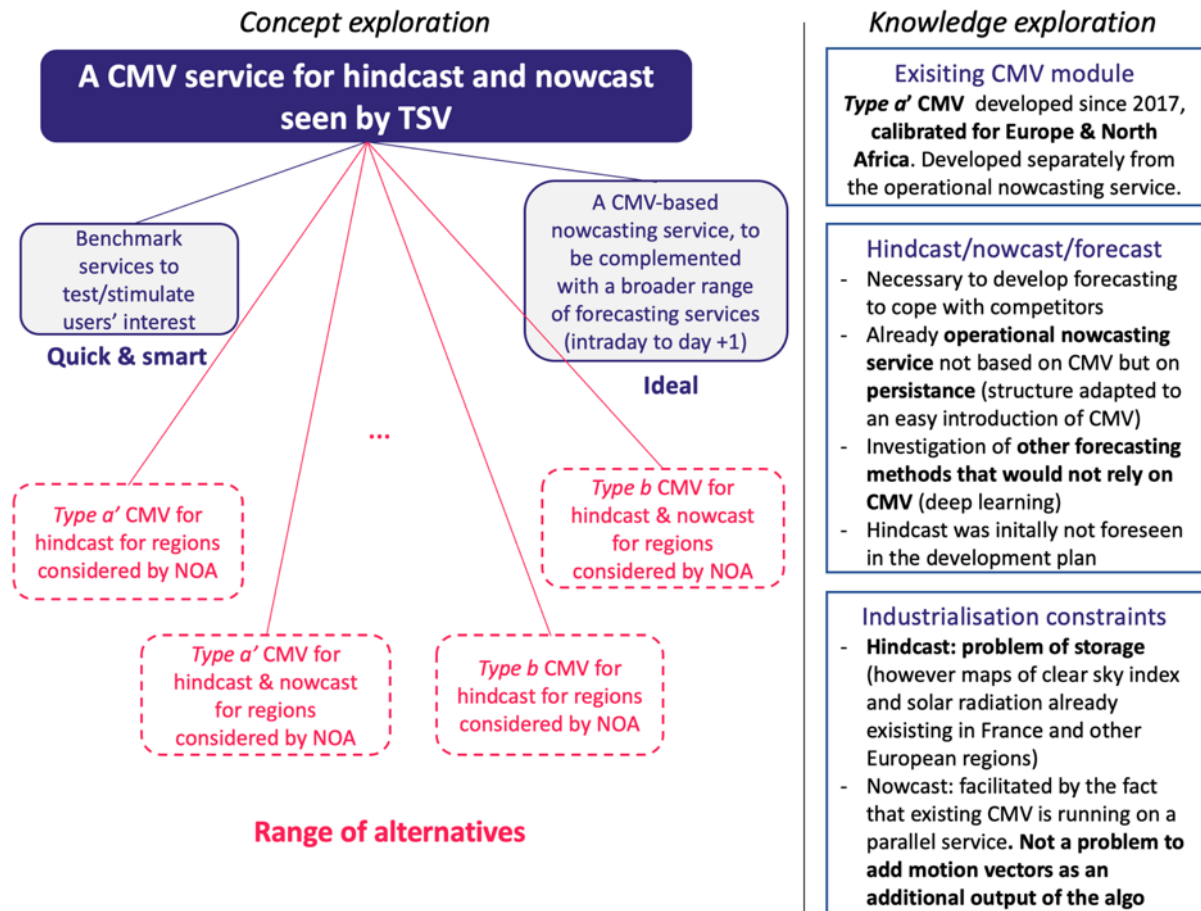 Concept exploration
A CMV service for hindcast and nowcast
seen by TSV
Benchmark
services to
test/stimulate
users' interest
Quick & smart
A CMV-based
nowcasting service, to
be complemented
with a broader range
of forecasting services
(intraday to day +1)
Ideal
...
Type a' CMV for
hindcast for regions
considered by NOA
Type a' CMV for
hindcast & nowcast
for regions
considered by NOA
Type b CMV for
hindcast for regions
considered by NOA
Type b CMV for
hindcast & nowcast
for regions
considered by NOA
Range of alternatives
Knowledge exploration
Exisiting CMV module
Type a' CMV developed since 2017,
calibrated for Europe & North
Africa. Developed separately from
the operational nowcasting service.
Hindcast/nowcast/forecast
- Necessary to develop forecasting
to cope with competitors
- Already operational nowcasting
service not based on CMV but on
persistance (structure adapted to
an easy introduction of CMV)
- Investigation of other forecasting
methods that would not rely on
CMV (deep learning)
- Hindcast was initally not foreseen
in the development plan
Industrialisation constraints
- Hindcast: problem of storage
(however maps of clear sky index
and solar radiation already
exisisting in France and other
European regions)
- Nowcast: facilitated by the fact
that existing CMV is running on a
parallel service. Not a problem to
add motion vectors as an
additional output of the algo